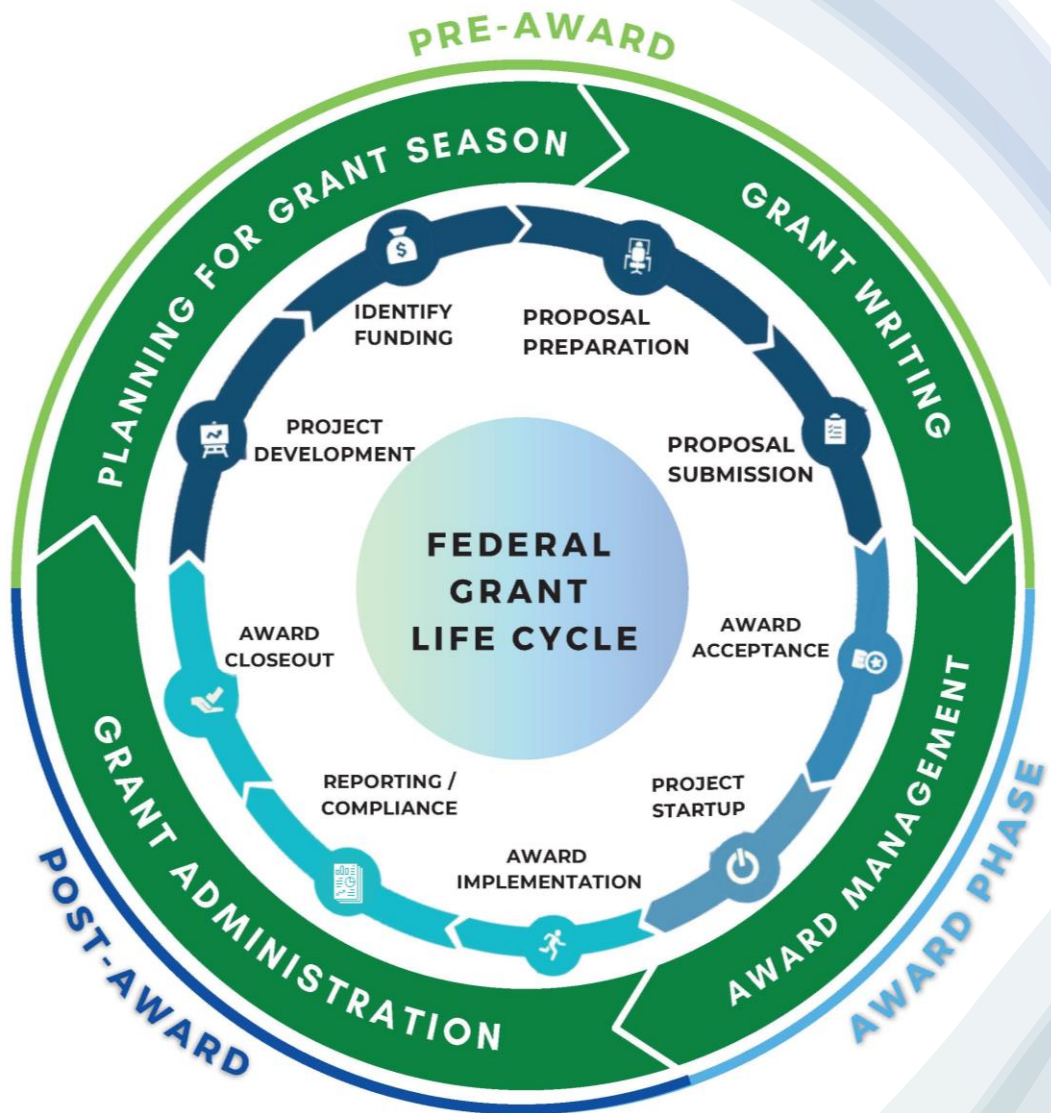 PRE-AWARD
PLANNING FOR GRANT SEASON
GRANT WRITING
IDENTIFY
FUNDING
PROPOSAL
PREPARATION
PROJECT
DEVELOPMENT
PROPOSAL
SUBMISSION
FEDERAL
GRANT
LIFE CYCLE
AWARD
CLOSEOUT
AWARD
ACCEPTANCE
REPORTING /
COMPLIANCE
PROJECT
STARTUP
AWARD
IMPLEMENTATION
GRANT ADMINISTRATION
AWARD MANAGEMENT
POST-AWARD
AWARD PHASE